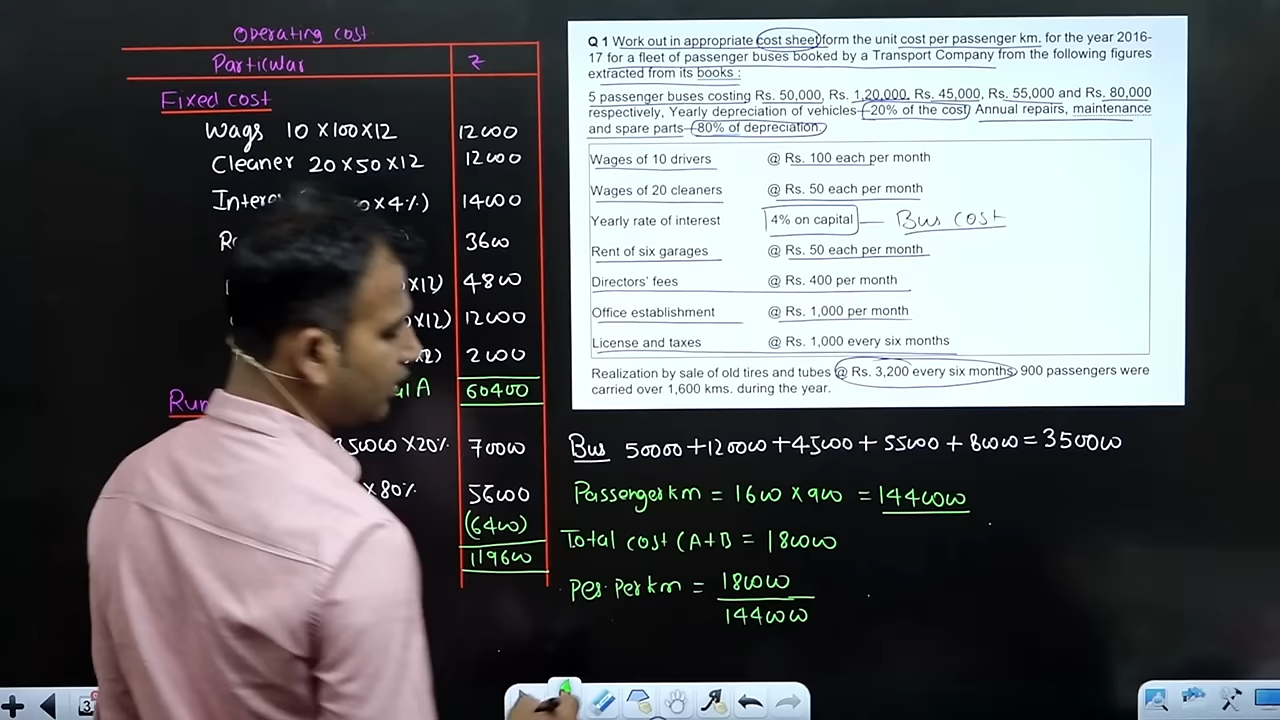 Operating cost
Particular ₹
Fixed cost
Wags 10 x 100 x 12 12000
Cleaner 20 x 50 x 12 12000
x 4%) 14000
3600
x12) 4800
x12) 12000
2000
A 60400
350000 x 20% 70000
x 80% 56000
(6400)
119600
Q 1 Work out in appropriate cost sheet form the unit cost per passenger km. for the year 2016-
17 for a fleet of passenger buses booked by a Transport Company from the following figures
extracted from its books :
5 passenger buses costing Rs. 50,000, Rs. 1,20,000, Rs. 45,000, Rs. 55,000 and Rs. 80,000
respectively, Yearly depreciation of vehicles-20% of the cost, Annual repairs, maintenance
and spare parts-80% of depreciation.
Wages of 10 drivers @ Rs. 100 each per month
Wages of 20 cleaners @ Rs. 50 each per month
Yearly rate of interest 4% on capital — Bus cost
Rent of six garages @ Rs. 50 each per month
Directors' fees @ Rs. 400 per month
Office establishment @ Rs. 1,000 per month
License and taxes @ Rs. 1,000 every six months
Realization by sale of old tires and tubes @ Rs. 3,200 every six months, 900 passengers were
carried over 1,600 kms. during the year.
Bus 50000 + 120000 + 45000 + 55000 + 80000 = 350000
Passenger km = 1600 x 900 = 1440000
Total cost (A+B = 180000
Per Per km = 180000
1440000